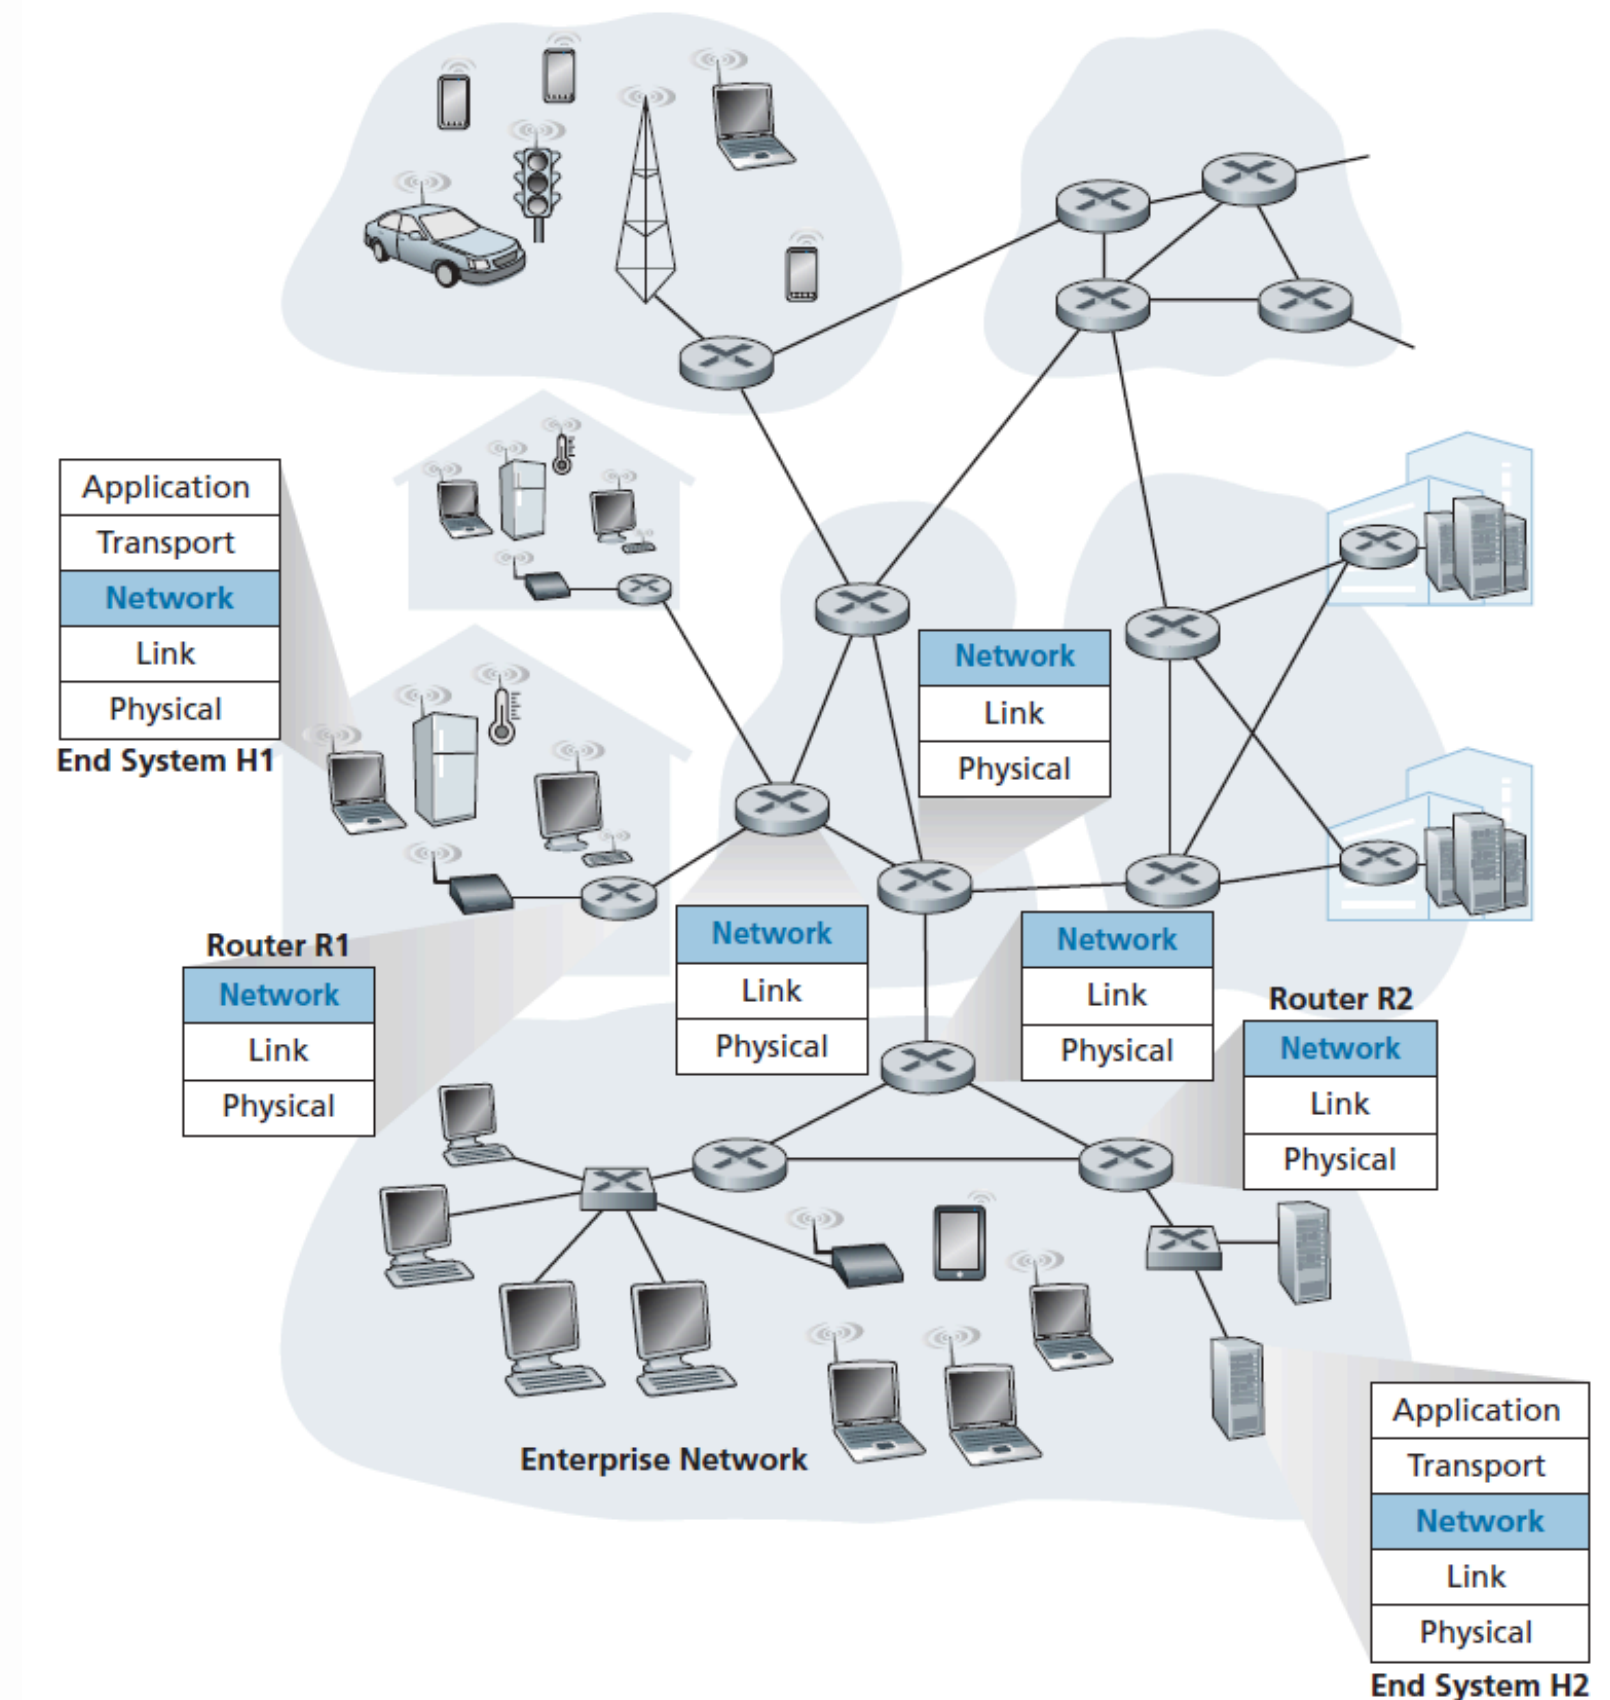 Application
Transport
Network
Link
Physical
End System H1
Network
Link
Physical
Router R1
Network
Link
Physical
Network
Link
Physical
Network
Link
Physical
Router R2
Network
Link
Physical
Enterprise Network
Application
Transport
Network
Link
Physical
End System H2